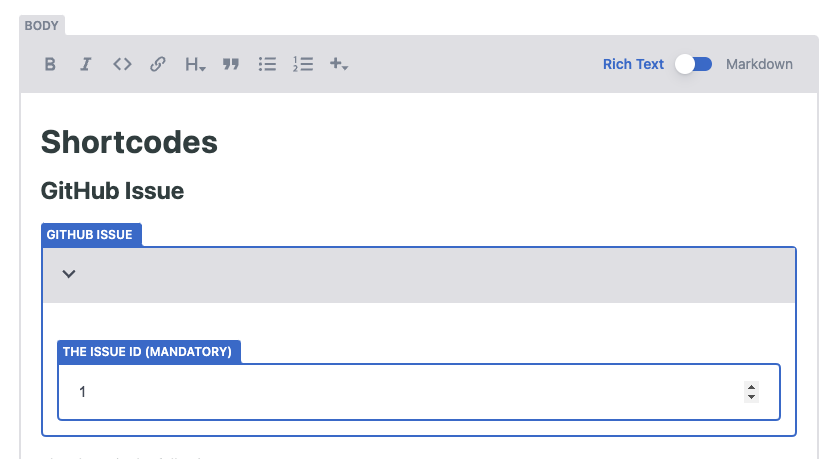 BODY
B I <> H
Rich Text Markdown
Shortcodes
GitHub Issue
GITHUB ISSUE
THE ISSUE ID (MANDATORY)
1